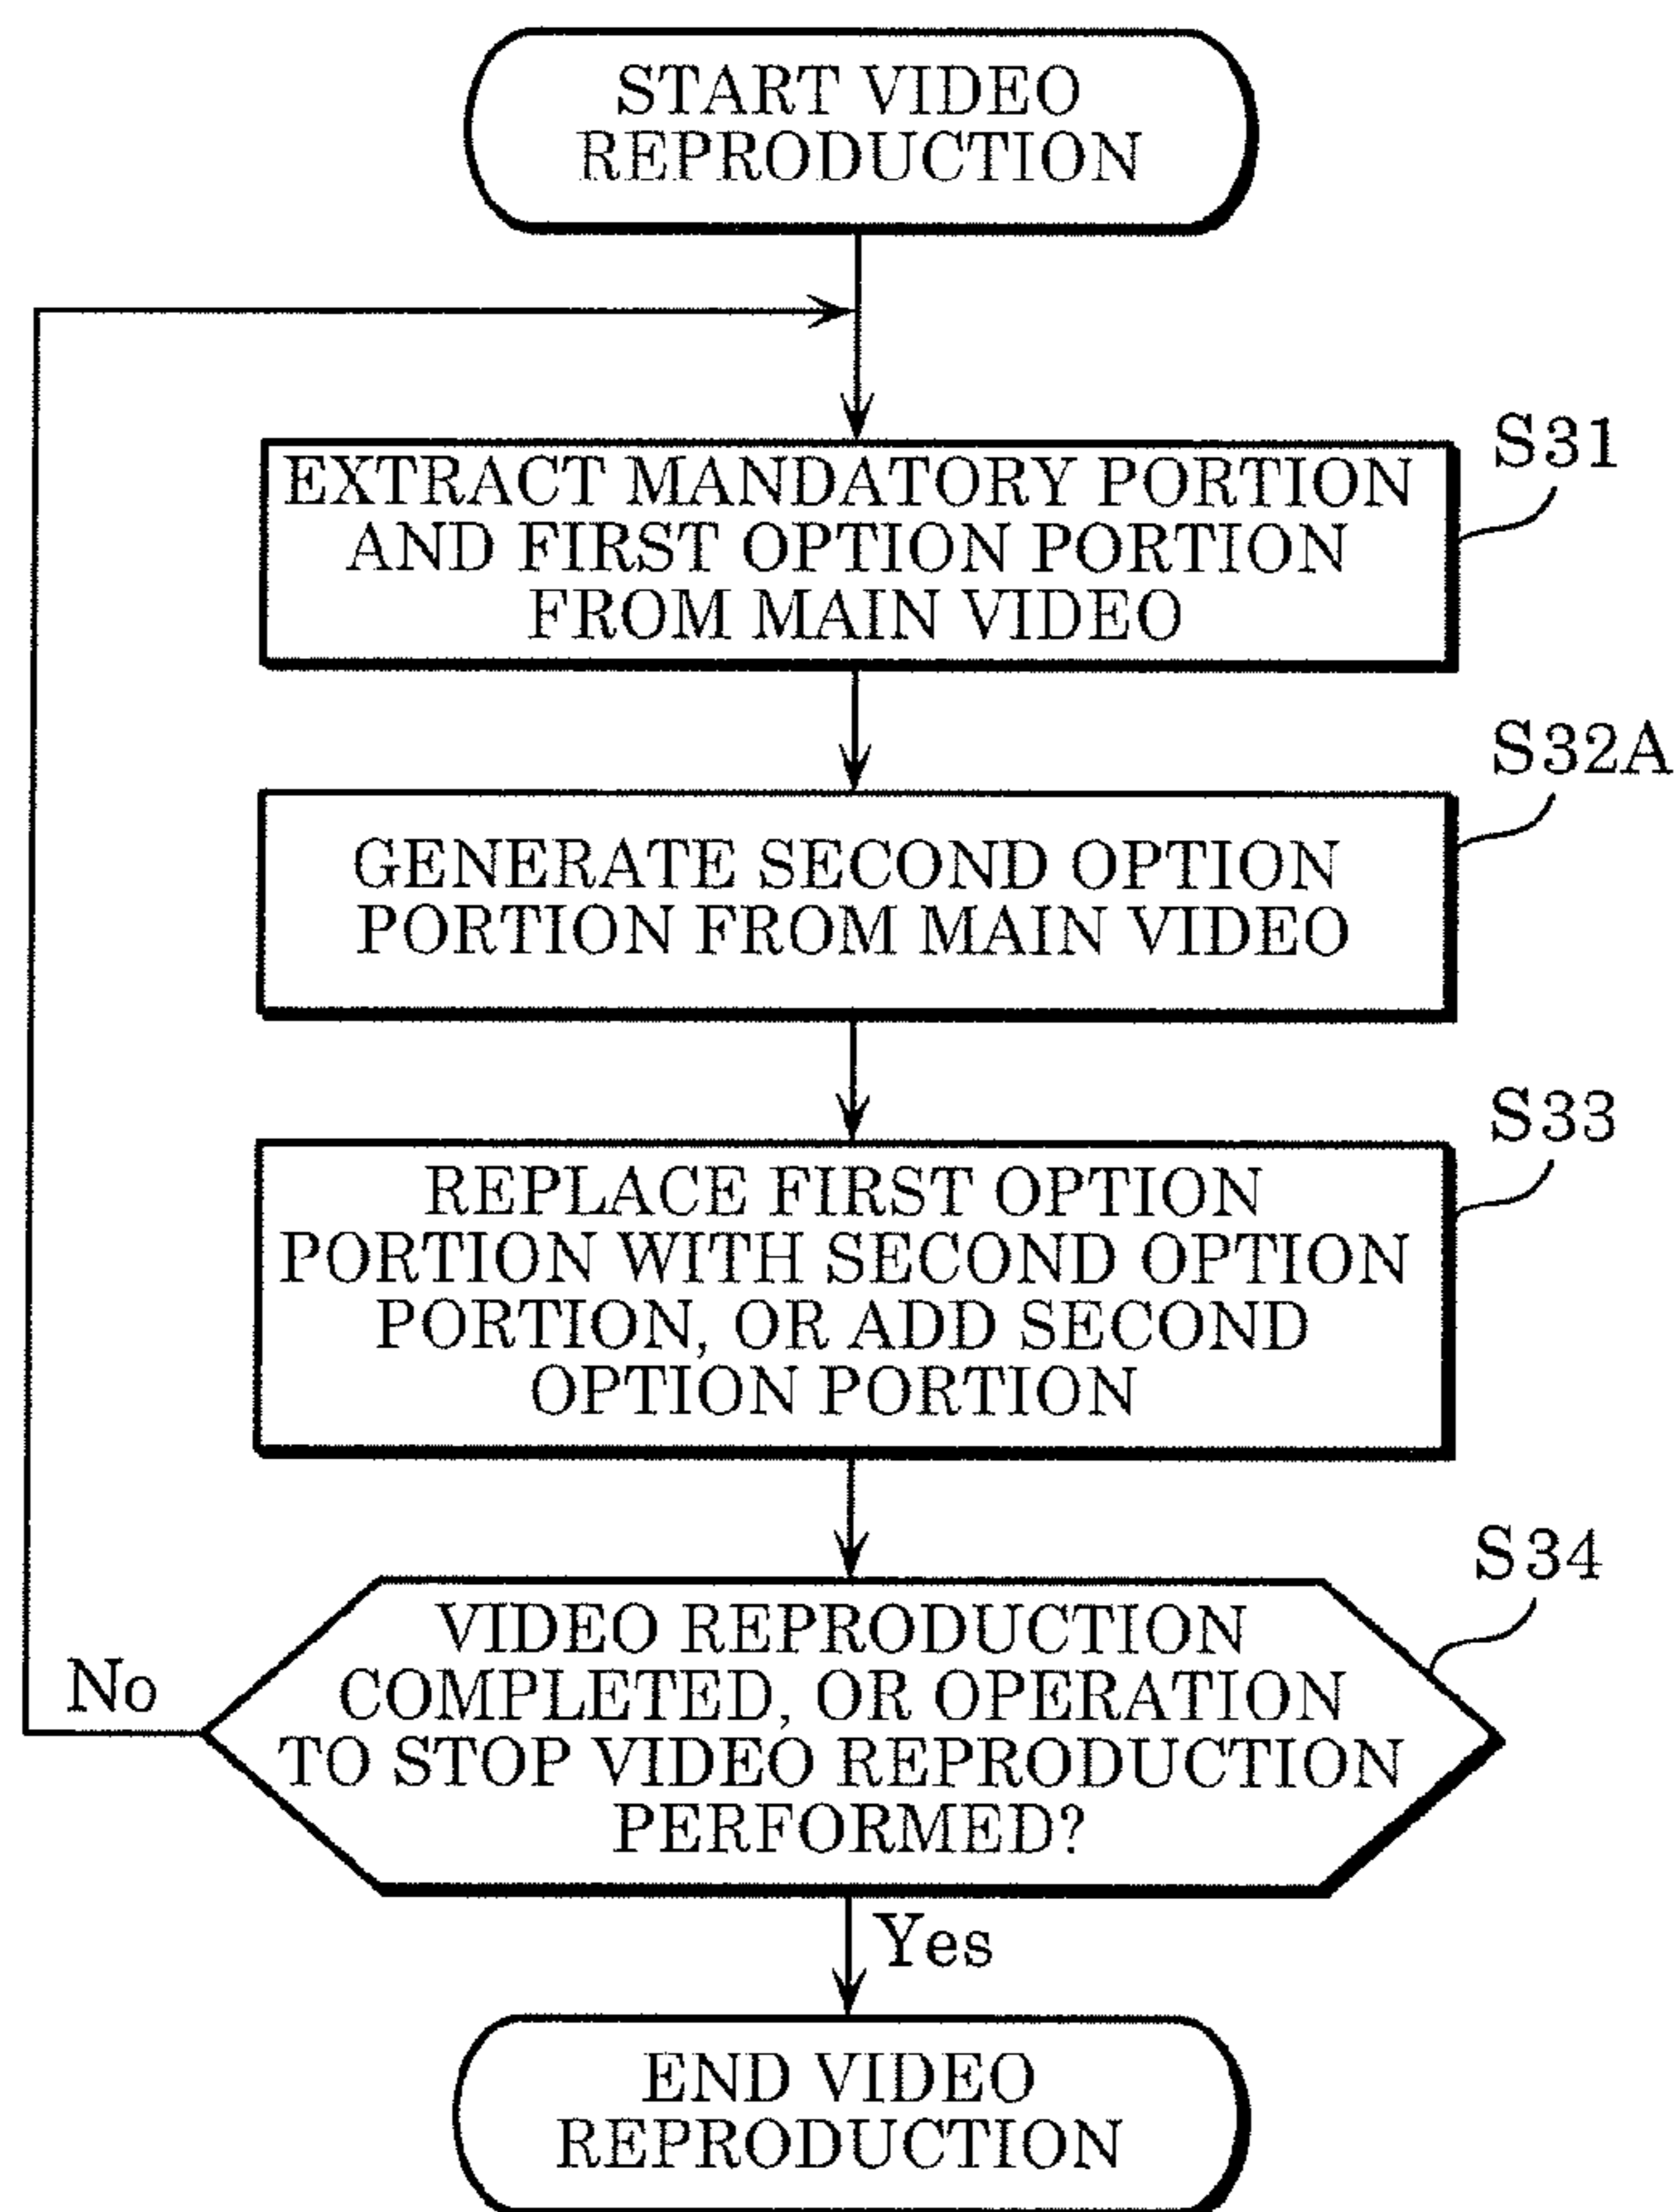 START VIDEO
REPRODUCTION
S31
EXTRACT MANDATORY PORTION
AND FIRST OPTION PORTION
FROM MAIN VIDEO
S32A
GENERATE SECOND OPTION
PORTION FROM MAIN VIDEO
S33
REPLACE FIRST OPTION
PORTION WITH SECOND OPTION
PORTION, OR ADD SECOND
OPTION PORTION
S34
VIDEO REPRODUCTION
COMPLETED, OR OPERATION
TO STOP VIDEO REPRODUCTION
PERFORMED?
No
Yes
END VIDEO
REPRODUCTION